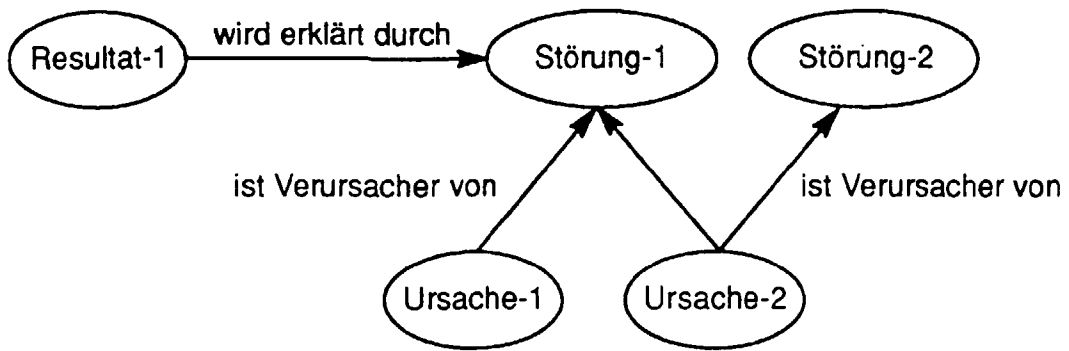 wird erklärt durch
Resultat-1
Störung-1
Störung-2
ist Verursacher von
ist Verursacher von
Ursache-1
Ursache-2